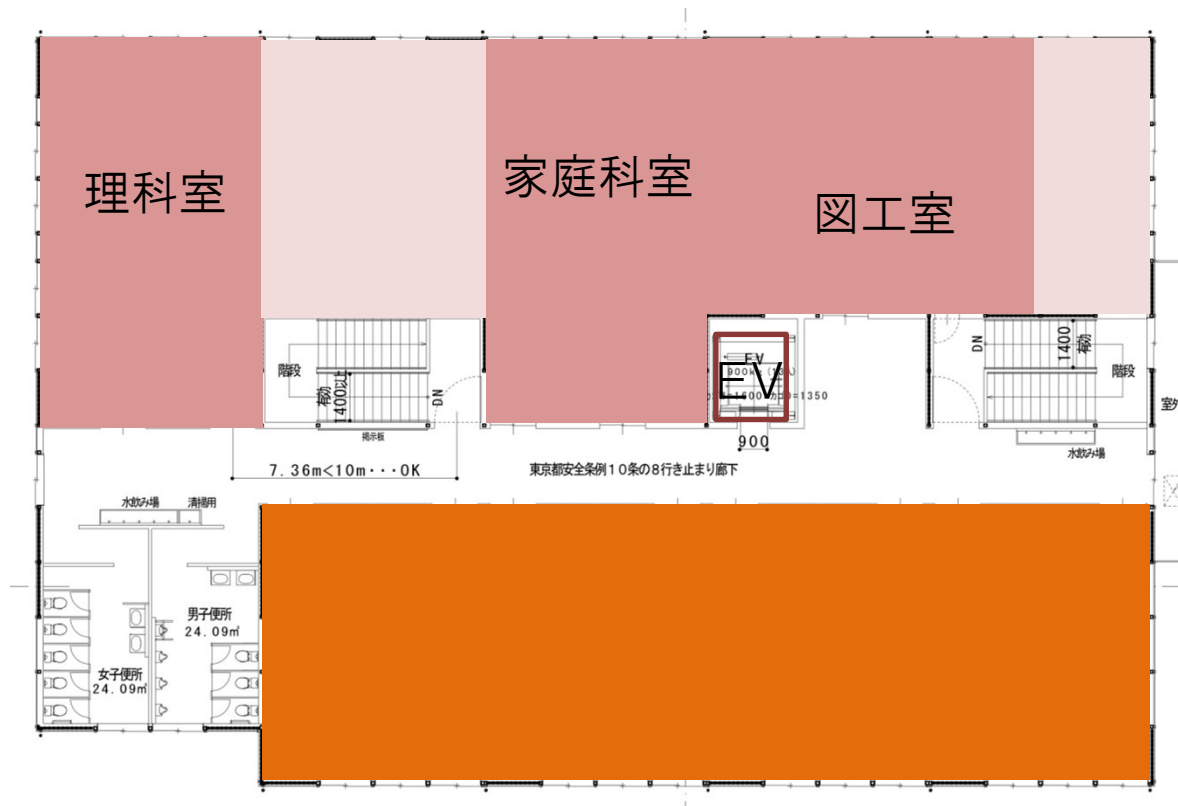 理科室
家庭科室
図工室
階段
有効
1400以上
DN
掲示板
EV
EV
900
DN
1400
有効
階段
室外
水飲み場
7.36m<10m・・・OK
東京都安全条例10条の8行き止まり廊下
水飲み場
清掃用
男子便所
24.09㎡
女子便所
24.09㎡